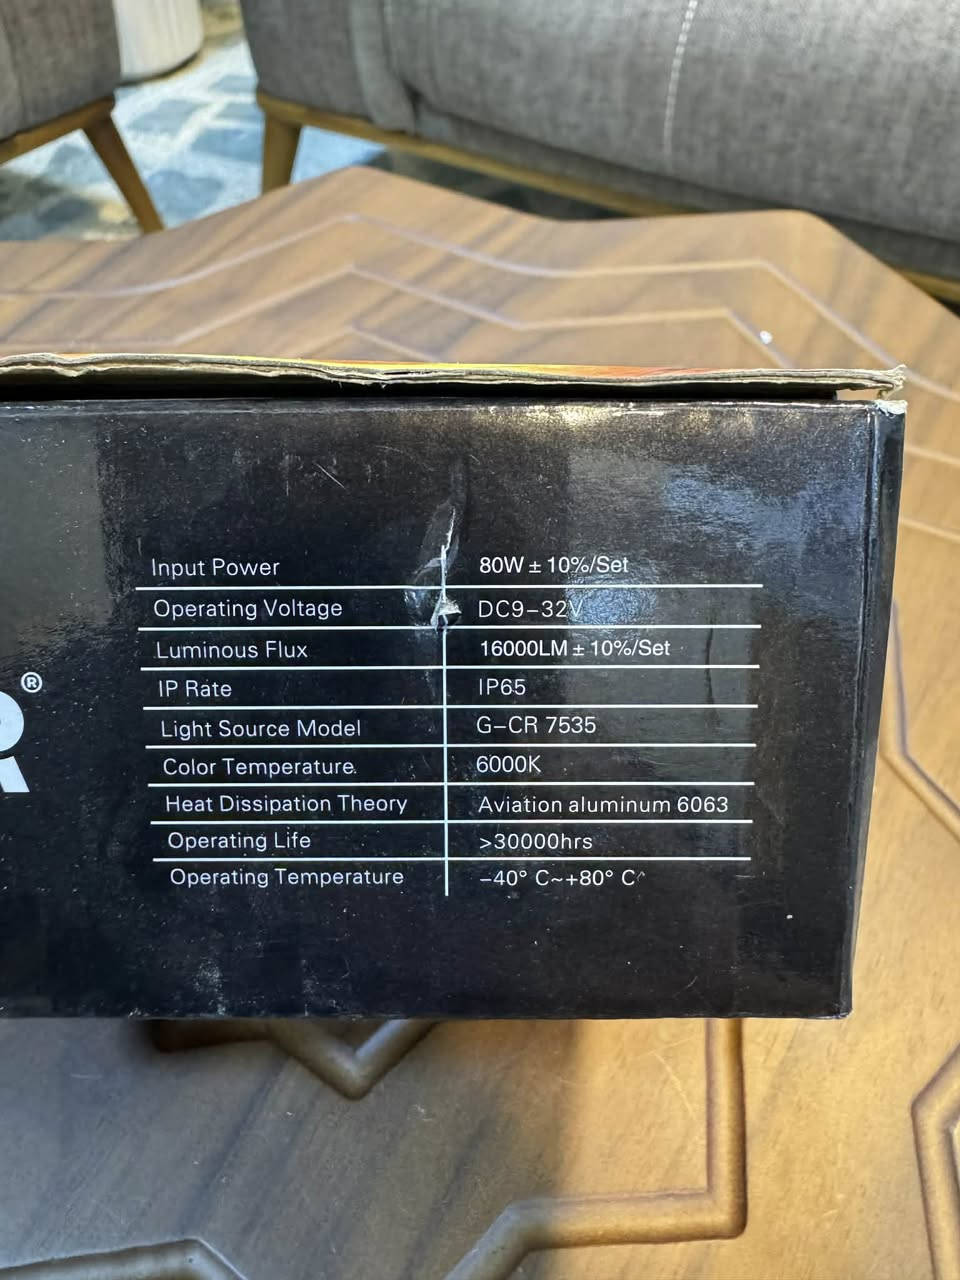 Input Power 80W ± 10%/Set
Operating Voltage DC9-32V
Luminous Flux 16000LM ± 10%/Set
IP Rate IP65
Light Source Model G-CR 7535
Color Temperature. 6000K
Heat Dissipation Theory Aviation aluminum 6063
Operating Life >30000hrs
Operating Temperature -40° C~+80° C
R®